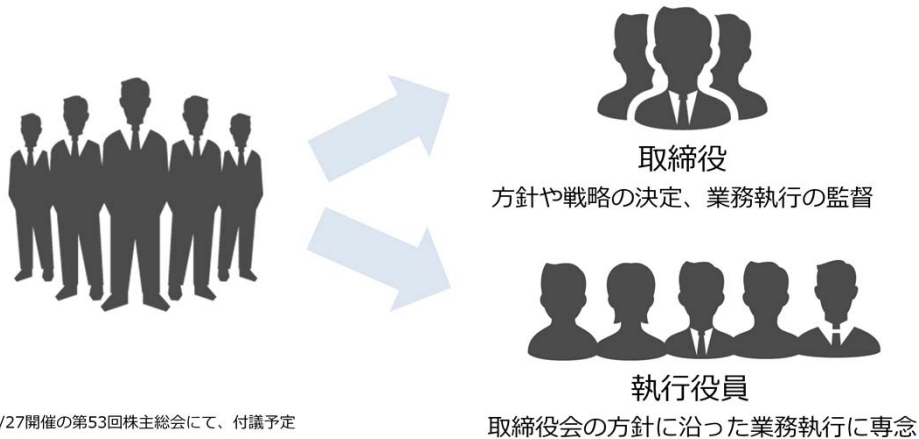 取締役
方針や戦略の決定、業務執行の監督
執行役員
取締役会の方針に沿った業務執行に専念
/27開催の第53回株主総会にて、付議予定